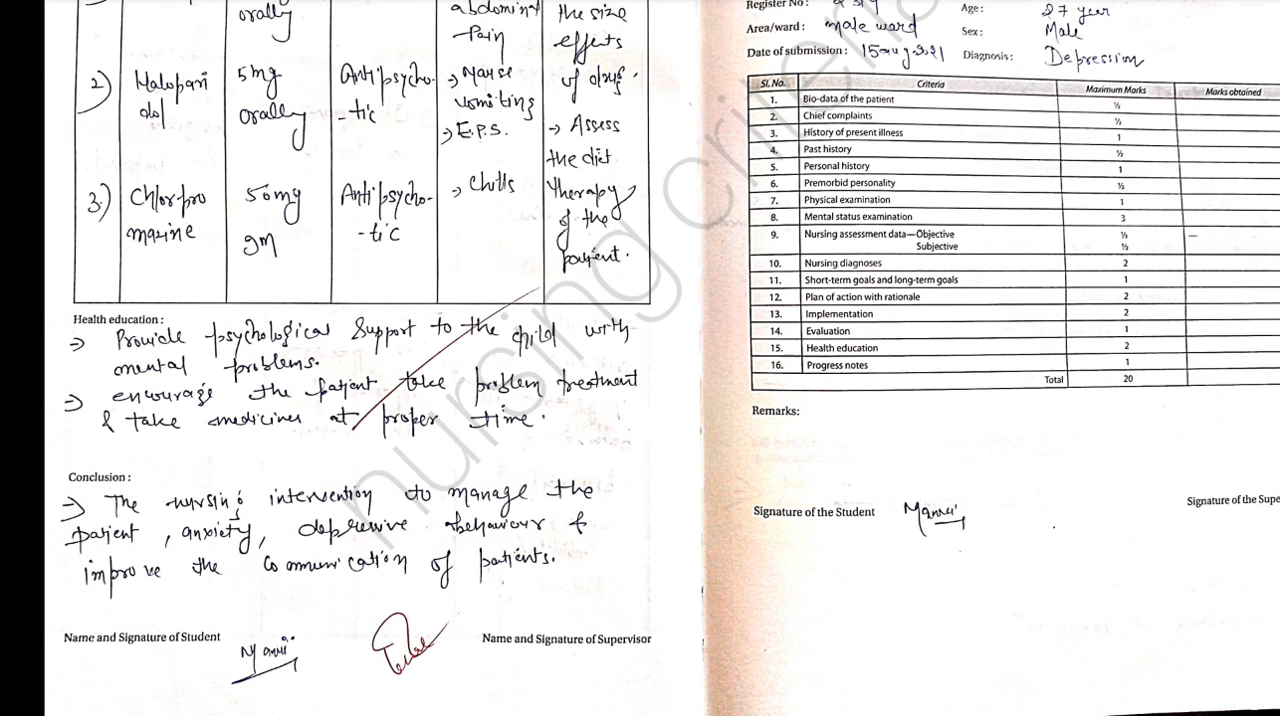 orally
abdominal
Pain
the size
effects
of drug.
2) Halopari
dol
5mg
orally
Antipsycho-
-tic
→ Nause
vomiting
→ E.P.S.
→ Assess
the diet
therapy
of the
patient.
3) Chlorpro
mazine
50mg
Antipsycho-
-tic
→ Chills
Health education:
→ Provide psychological support to the child with
mental problems.
→ encourage the patient take problem treatment
& take medicines at proper time.
Conclusion:
→ The nursing intervention to manage the
patient, anxiety, depressive behaviour &
improve the communication of patients.
Name and Signature of Student
Manvi
Name and Signature of Supervisor
Register No:
Age: 27 year
Area/ward: male ward
Sex: Male
Date of submission: 15 aug 2021
Diagnosis: Depression
Sl. No. Criteria Maximum Marks Marks obtained
1. Bio-data of the patient ½
2. Chief complaints ½
3. History of present illness 1
4. Past history ½
5. Personal history 1
6. Premorbid personality ½
7. Physical examination 1
8. Mental status examination 3
9. Nursing assessment data—Objective ½ –
Subjective ½
10. Nursing diagnoses 2
11. Short-term goals and long-term goals 1
12. Plan of action with rationale 2
13. Implementation 2
14. Evaluation 1
15. Health education 2
16. Progress notes 1
Total 20
Remarks:
Signature of the Student Manvi
Signature of the Supe
nursing criteria